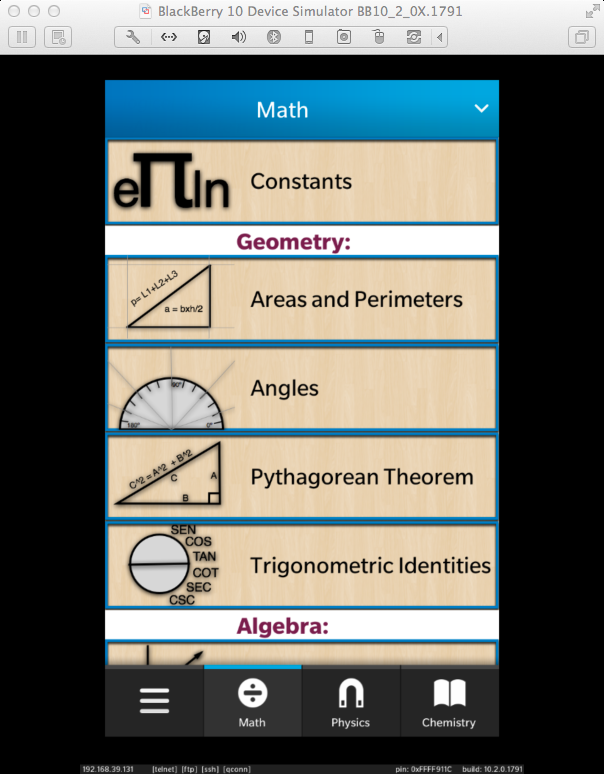 BlackBerry 10 Device Simulator BB10_2_0X.1791
Math
eπln
Constants
Geometry:
p= L1+L2+L3
a = bxh/2
Areas and Perimeters
90°
180°
0°
Angles
C^2 = A^2 + B^2
C
A
B
Pythagorean Theorem
SEN
COS
TAN
COT
SEC
CSC
Trigonometric Identities
Algebra:
Math
Physics
Chemistry
192.168.39.131 [telnet] [ftp] [ssh] [qconn] pin: 0xFFFF911C build: 10.2.0.1791